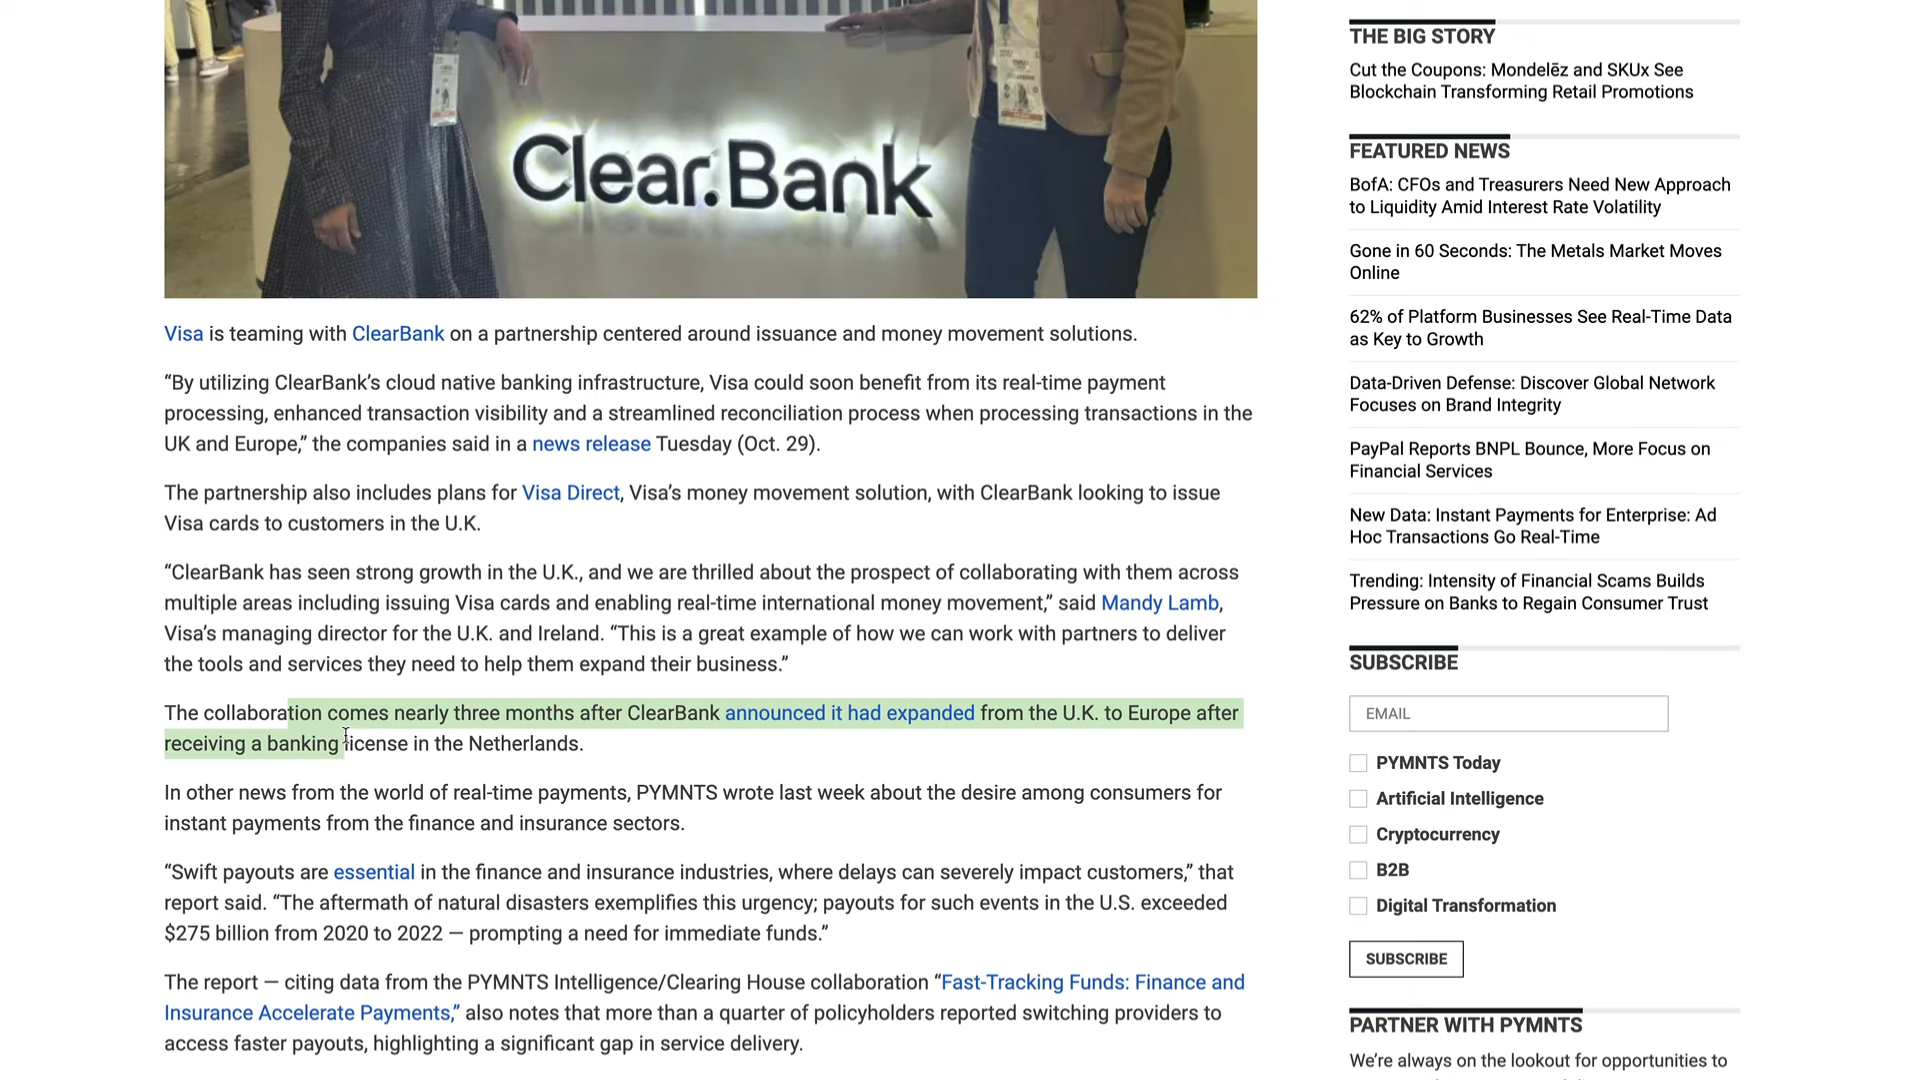 Clear.Bank
Visa is teaming with ClearBank on a partnership centered around issuance and money movement solutions.
“By utilizing ClearBank’s cloud native banking infrastructure, Visa could soon benefit from its real-time payment
processing, enhanced transaction visibility and a streamlined reconciliation process when processing transactions in the
UK and Europe,” the companies said in a news release Tuesday (Oct. 29).
The partnership also includes plans for Visa Direct, Visa’s money movement solution, with ClearBank looking to issue
Visa cards to customers in the U.K.
“ClearBank has seen strong growth in the U.K., and we are thrilled about the prospect of collaborating with them across
multiple areas including issuing Visa cards and enabling real-time international money movement,” said Mandy Lamb,
Visa’s managing director for the U.K. and Ireland. “This is a great example of how we can work with partners to deliver
the tools and services they need to help them expand their business.”
The collaboration comes nearly three months after ClearBank announced it had expanded from the U.K. to Europe after
receiving a banking license in the Netherlands.
In other news from the world of real-time payments, PYMNTS wrote last week about the desire among consumers for
instant payments from the finance and insurance sectors.
“Swift payouts are essential in the finance and insurance industries, where delays can severely impact customers,” that
report said. “The aftermath of natural disasters exemplifies this urgency; payouts for such events in the U.S. exceeded
$275 billion from 2020 to 2022 — prompting a need for immediate funds.”
The report — citing data from the PYMNTS Intelligence/Clearing House collaboration “Fast-Tracking Funds: Finance and
Insurance Accelerate Payments,” also notes that more than a quarter of policyholders reported switching providers to
access faster payouts, highlighting a significant gap in service delivery.
THE BIG STORY
Cut the Coupons: Mondelēz and SKUx See
Blockchain Transforming Retail Promotions
FEATURED NEWS
BofA: CFOs and Treasurers Need New Approach
to Liquidity Amid Interest Rate Volatility
Gone in 60 Seconds: The Metals Market Moves
Online
62% of Platform Businesses See Real-Time Data
as Key to Growth
Data-Driven Defense: Discover Global Network
Focuses on Brand Integrity
PayPal Reports BNPL Bounce, More Focus on
Financial Services
New Data: Instant Payments for Enterprise: Ad
Hoc Transactions Go Real-Time
Trending: Intensity of Financial Scams Builds
Pressure on Banks to Regain Consumer Trust
SUBSCRIBE
EMAIL
PYMNTS Today
Artificial Intelligence
Cryptocurrency
B2B
Digital Transformation
SUBSCRIBE
PARTNER WITH PYMNTS
We’re always on the lookout for opportunities to